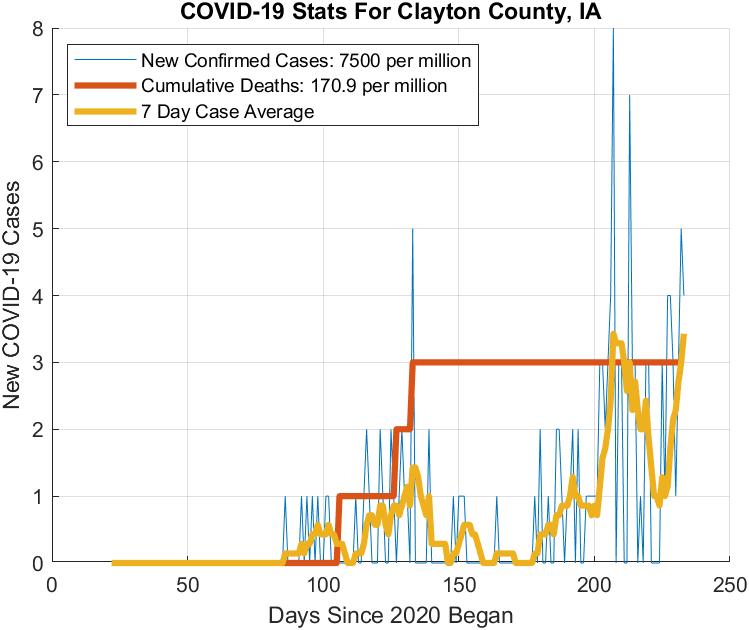 COVID-19 Stats For Clayton County, IA
New Confirmed Cases: 7500 per million
Cumulative Deaths: 170.9 per million
7 Day Case Average
New COVID-19 Cases
8
7
6
5
4
3
2
1
0
0 50 100 150 200 250
Days Since 2020 Began